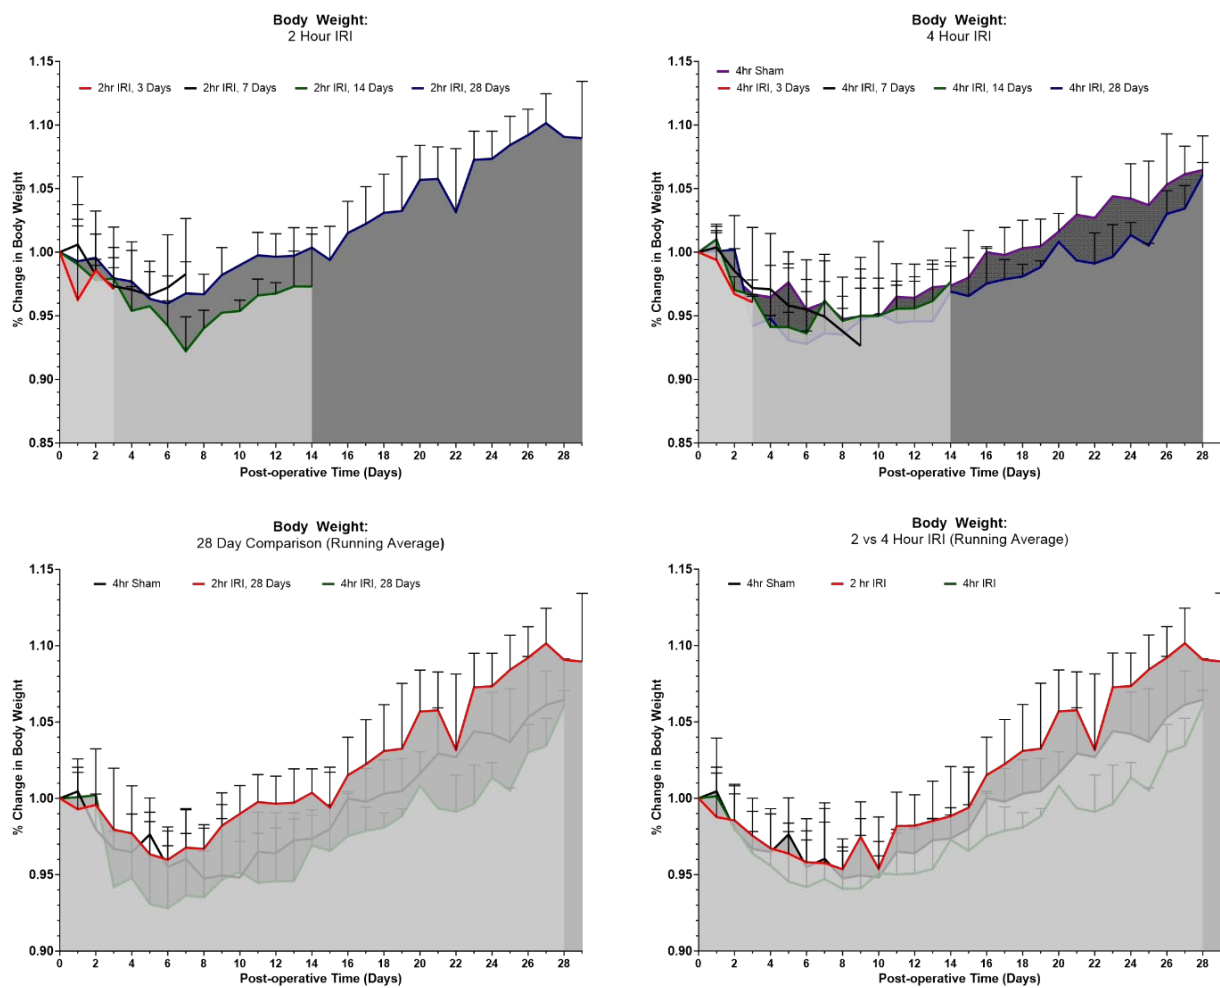 Body Weight:
2 Hour IRI
1.15
1.10
1.05
1.00
0.95
0.90
0.85
% Change in Body Weight
2hr IRI, 3 Days 2hr IRI, 7 Days 2hr IRI, 14 Days 2hr IRI, 28 Days
0 2 4 6 8 10 12 14 16 18 20 22 24 26 28
Post-operative Time (Days)
Body Weight:
4 Hour IRI
1.15
1.10
1.05
1.00
0.95
0.90
0.85
% Change in Body Weight
4hr Sham
4hr IRI, 3 Days 4hr IRI, 7 Days 4hr IRI, 14 Days 4hr IRI, 28 Days
0 2 4 6 8 10 12 14 16 18 20 22 24 26 28
Post-operative Time (Days)
Body Weight:
28 Day Comparison (Running Average)
1.15
1.10
1.05
1.00
0.95
0.90
% Change in Body Weight
4hr Sham 2hr IRI, 28 Days 4hr IRI, 28 Days
0 2 4 6 8 10 12 14 16 18 20 22 24 26 28
Post-operative Time (Days)
Body Weight:
2 vs 4 Hour IRI (Running Average)
1.15
1.10
1.05
1.00
0.95
0.90
% Change in Body Weight
4hr Sham 2 hr IRI 4hr IRI
0 2 4 6 8 10 12 14 16 18 20 22 24 26 28
Post-operative Time (Days)